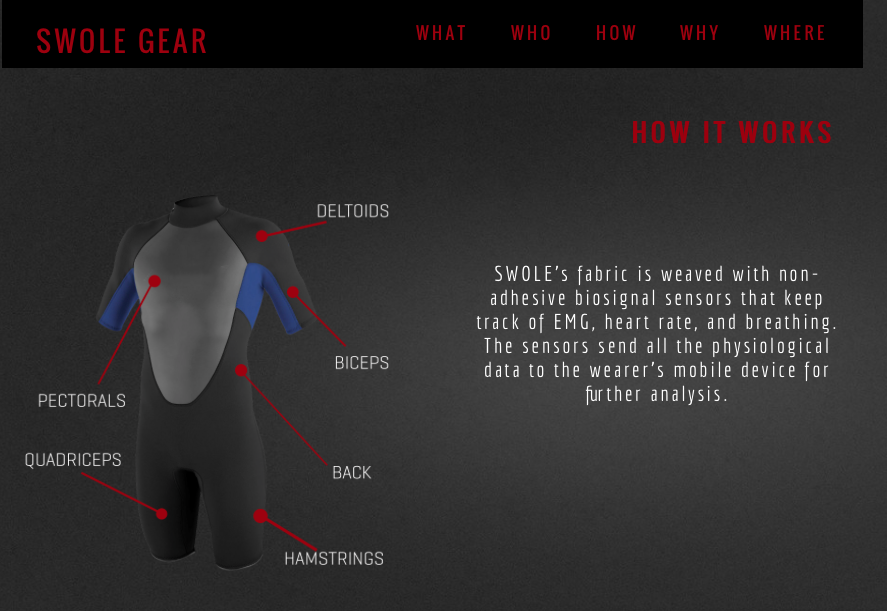 SWOLE GEAR
WHAT WHO HOW WHY WHERE
HOW IT WORKS
DELTOIDS
BICEPS
PECTORALS
QUADRICEPS
BACK
HAMSTRINGS
SWOLE's fabric is weaved with non-
adhesive biosignal sensors that keep
track of EMG, heart rate, and breathing.
The sensors send all the physiological
data to the wearer's mobile device for
further analysis.